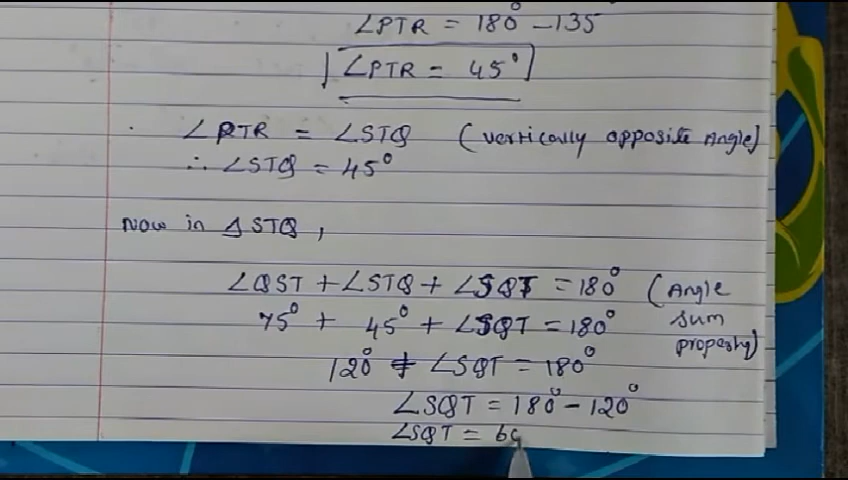 ∠PTR = 180° - 135
∠PTR = 45°
∠PTR = ∠STQ (vertically opposite Angle)
∴ ∠STQ = 45°
Now in ΔSTQ,
∠QST + ∠STQ + ∠SQT = 180° (Angle
75° + 45° + ∠SQT = 180° sum
120° + ∠SQT = 180° property)
∠SQT = 180° - 120°
∠SQT = 60